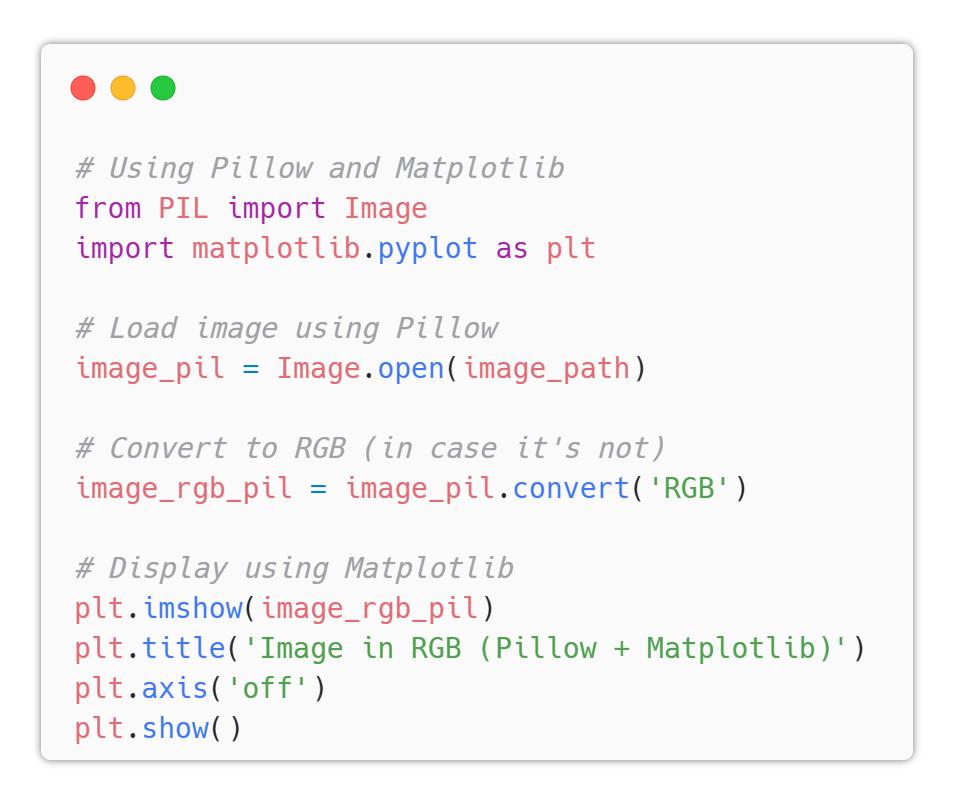 # Using Pillow and Matplotlib
from PIL import Image
import matplotlib.pyplot as plt
# Load image using Pillow
image_pil = Image.open(image_path)
# Convert to RGB (in case it's not)
image_rgb_pil = image_pil.convert('RGB')
# Display using Matplotlib
plt.imshow(image_rgb_pil)
plt.title('Image in RGB (Pillow + Matplotlib)')
plt.axis('off')
plt.show()